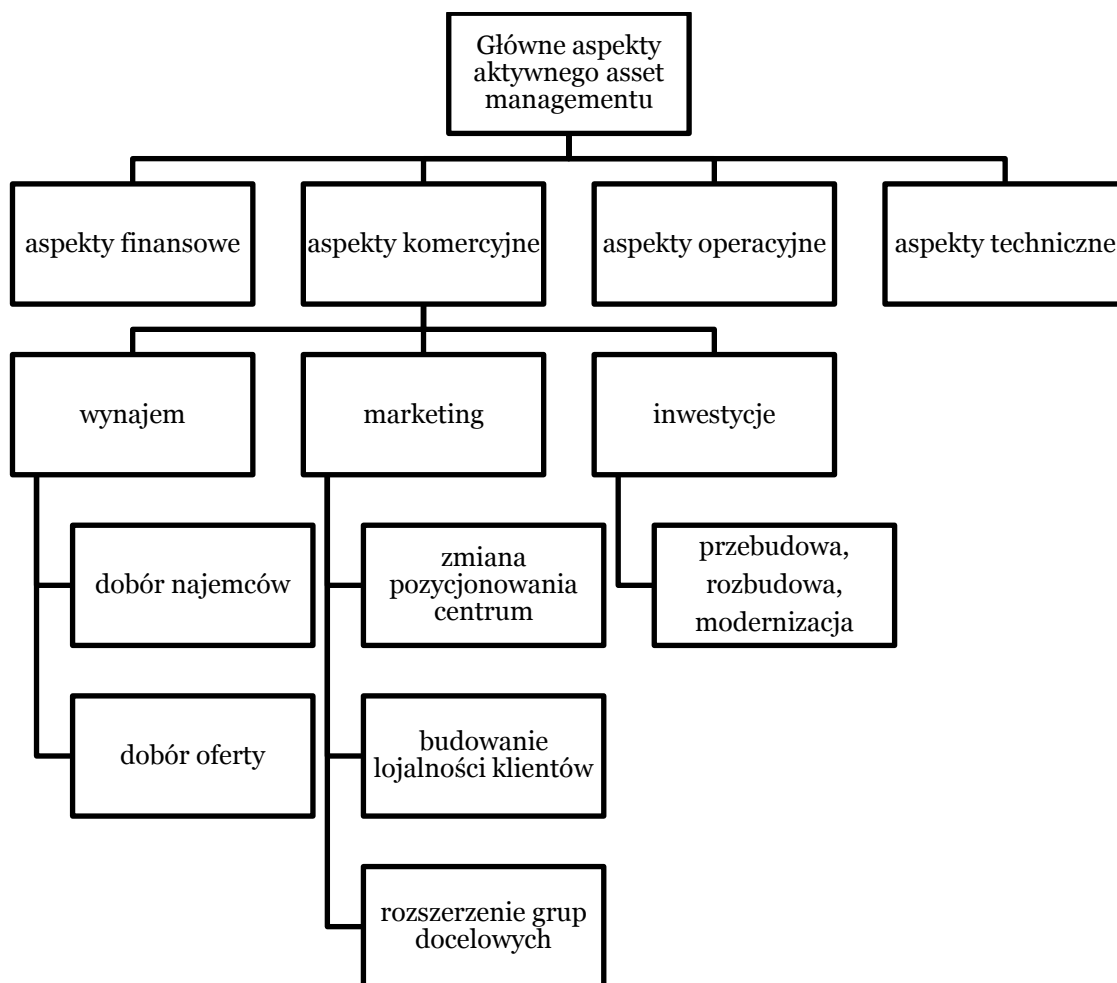 Główne aspekty
aktywnego asset
managementu
aspekty finansowe
aspekty komercyjne
aspekty operacyjne
aspekty techniczne
wynajem
marketing
inwestycje
dobór najemców
zmiana
pozycjonowania
centrum
przebudowa,
rozbudowa,
modernizacja
dobór oferty
budowanie
lojalności klientów
rozszerzenie grup
docelowych